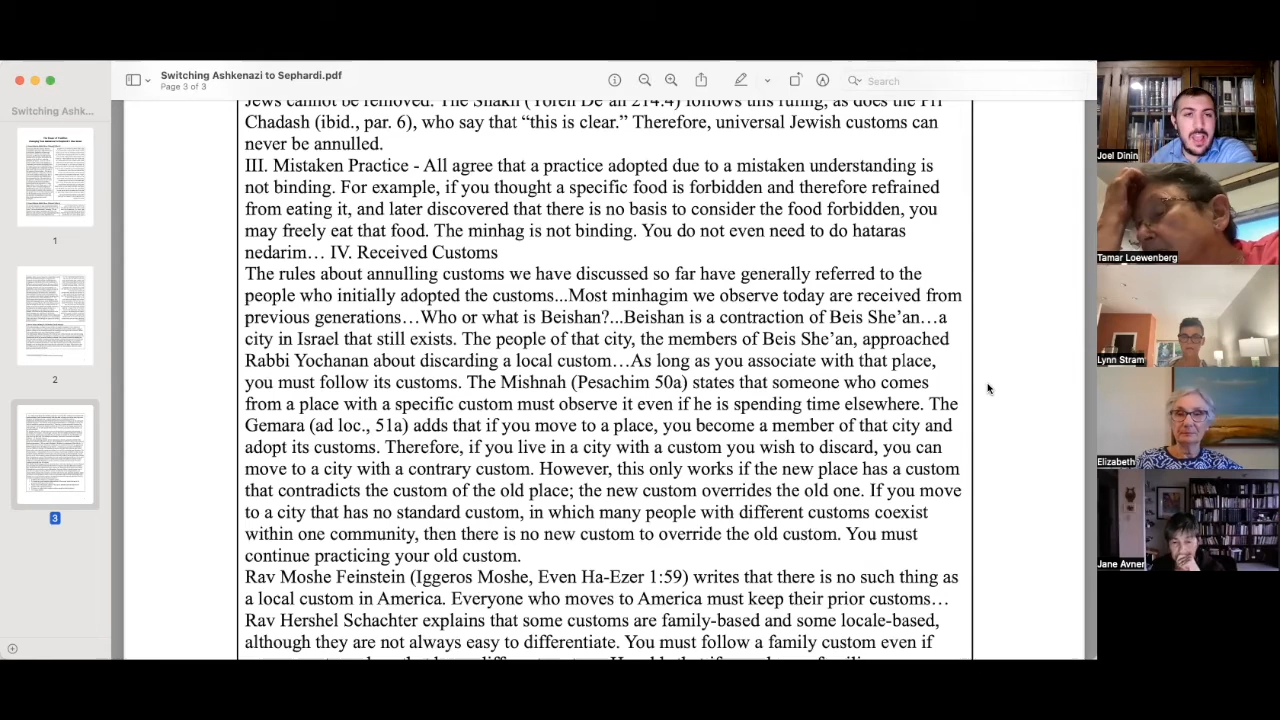 Switching Ashkenazi to Sephardi.pdf
Page 3 of 3
Search
Switching Ashk...
1
2
3
Jews cannot be removed. The Shakh (Yoreh De'ah 214:4) follows this ruling, as does the Pri
Chadash (ibid., par. 6), who say that “this is clear.” Therefore, universal Jewish customs can
never be annulled.
III. Mistaken Practice - All agree that a practice adopted due to a mistaken understanding is
not binding. For example, if you thought a specific food is forbidden and therefore refrained
from eating it, and later discovered that there is no basis to consider the food forbidden, you
may freely eat that food. The minhag is not binding. You do not even need to do hataras
nedarim… IV. Received Customs
The rules about annulling customs we have discussed so far have generally referred to the
people who initially adopted the customs...Most minhagim we observe today are received from
previous generations…Who or what is Beishan?...Beishan is a contraction of Beis She’an…a
city in Israel that still exists. The people of that city, the members of Beis She’an, approached
Rabbi Yochanan about discarding a local custom…As long as you associate with that place,
you must follow its customs. The Mishnah (Pesachim 50a) states that someone who comes
from a place with a specific custom must observe it even if he is spending time elsewhere. The
Gemara (ad loc., 51a) adds that if you move to a place, you become a member of that city and
adopt its customs. Therefore, if you live in a city with a custom you wish to discard, you can
move to a city with a contrary custom. However, this only works if the new place has a custom
that contradicts the custom of the old place; the new custom overrides the old one. If you move
to a city that has no standard custom, in which many people with different customs coexist
within one community, then there is no new custom to override the old custom. You must
continue practicing your old custom.
Rav Moshe Feinstein (Iggeros Moshe, Even Ha-Ezer 1:59) writes that there is no such thing as
a local custom in America. Everyone who moves to America must keep their prior customs…
Rav Hershel Schachter explains that some customs are family-based and some locale-based,
although they are not always easy to differentiate. You must follow a family custom even if
Joel Dinin
Tamar Loewenberg
Lynn Stram
Elizabeth
Jane Avner